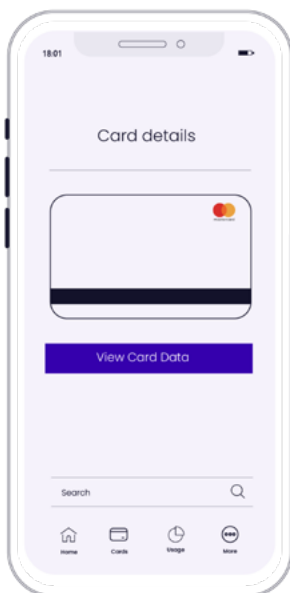 18:01
Card details
View Card Data
Search
Home Cards Usage More